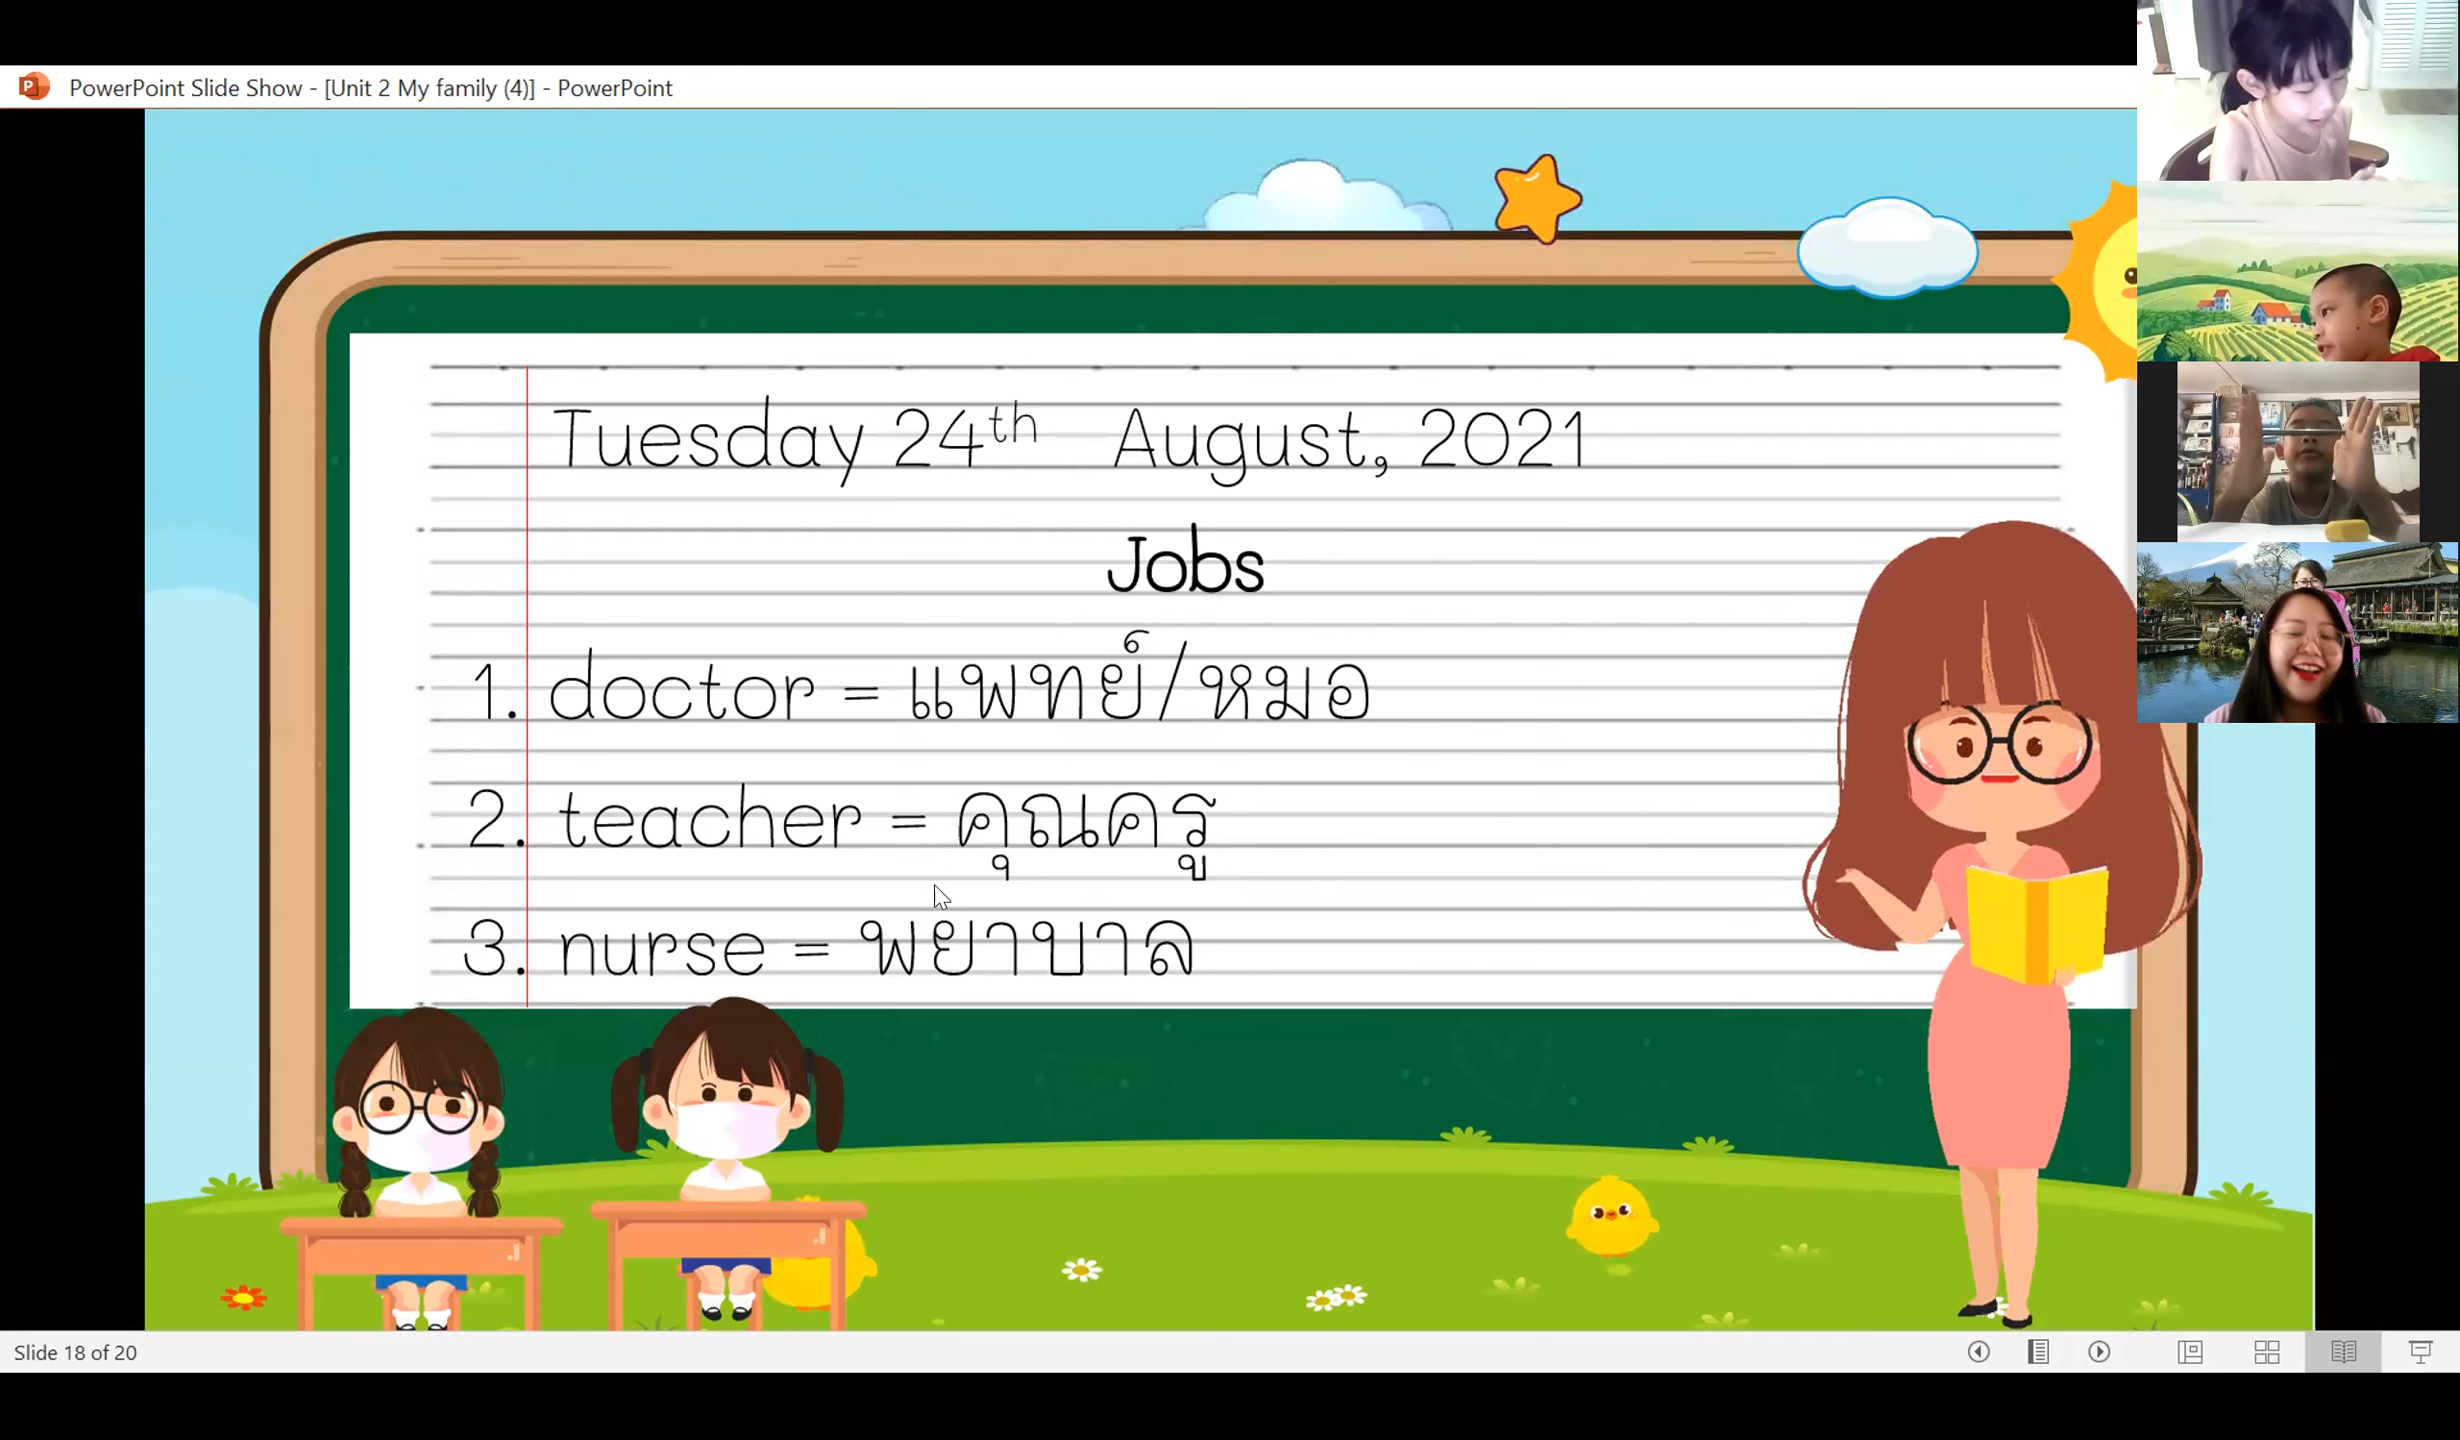 PowerPoint Slide Show - [Unit 2 My family (4)] - PowerPoint
Tuesday 24th August, 2021
Jobs
1. doctor = แพทย์/หมอ
2. teacher = คุณครู
3. nurse = พยาบาล
Slide 18 of 20